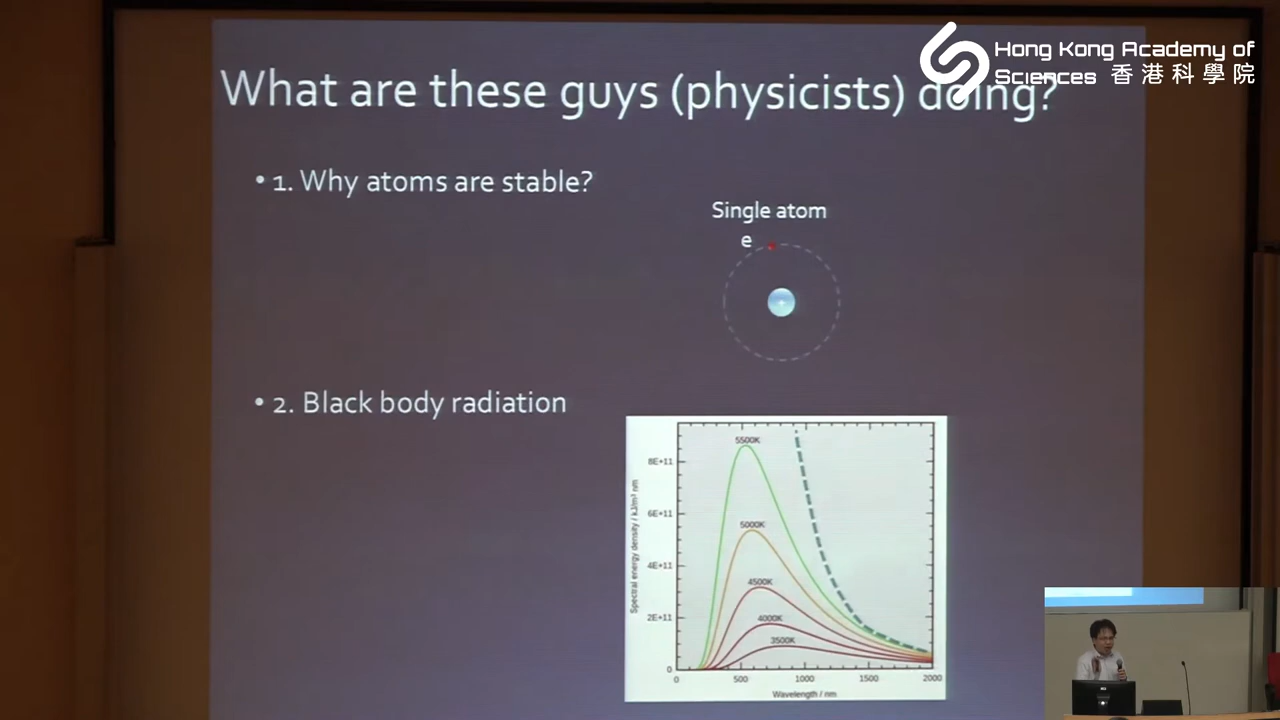 Hong Kong Academy of
Sciences 香港科學院
What are these guys (physicists) doing?
• 1. Why atoms are stable?
Single atom
e
+
• 2. Black body radiation
5500K
5000K
4500K
4000K
3500K
8E+11
6E+11
4E+11
2E+11
0
Spectral energy density / kJ/m³ nm
0 500 1000 1500 2000
Wavelength / nm